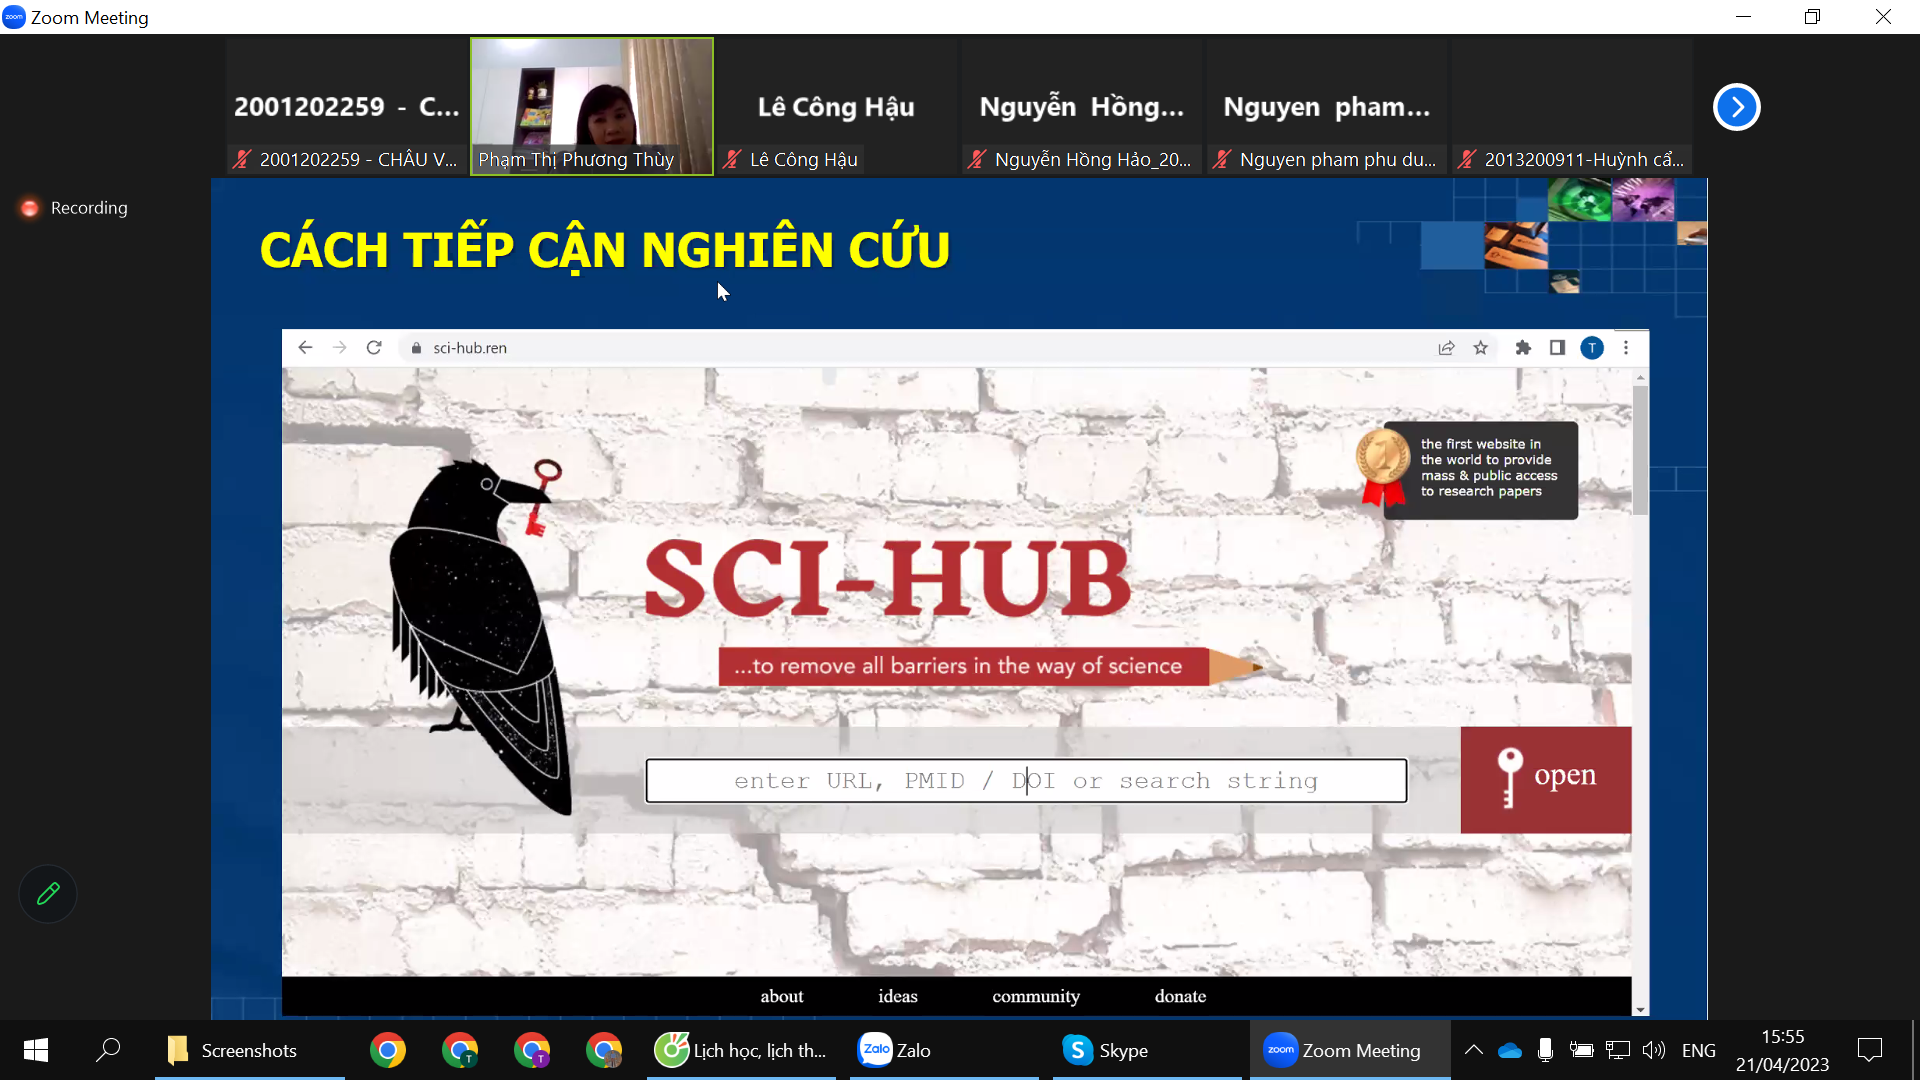 Zoom Meeting
2001202259 - C...
Lê Công Hậu
Nguyễn Hồng...
Nguyen pham...
2001202259 - CHÂU V...
Phạm Thị Phương Thùy
Lê Công Hậu
Nguyễn Hồng Hảo_20...
Nguyen pham phu du...
2013200911-Huỳnh cẩ...
Recording
CÁCH TIẾP CẬN NGHIÊN CỨU
sci-hub.ren
T
the first website in
the world to provide
mass & public access
to research papers
1
SCI-HUB
...to remove all barriers in the way of science
enter URL, PMID / DOI or search string
open
about
ideas
community
donate
Screenshots
T
T
Lịch học, lịch th...
Zalo
Zalo
S
Skype
zoom
Zoom Meeting
ENG
15:55
21/04/2023